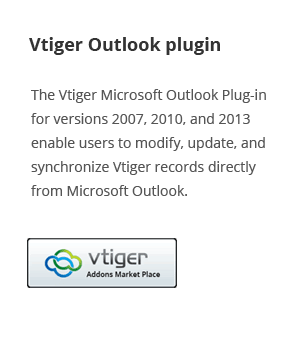 Vtiger Outlook plugin
The Vtiger Microsoft Outlook Plug-in
for versions 2007, 2010, and 2013
enable users to modify, update, and
synchronize Vtiger records directly
from Microsoft Outlook.
vtiger
Addons Market Place